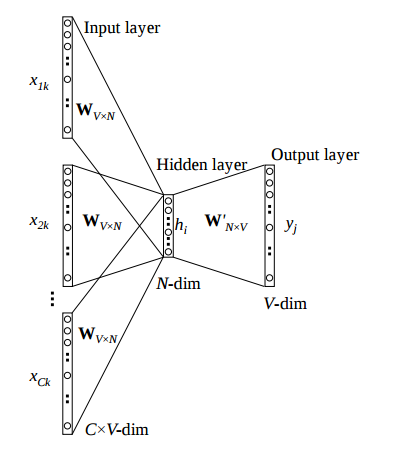 Input layer
x1k
WV×N
Hidden layer
Output layer
x2k
WV×N
hi
W'N×V
yj
N-dim
V-dim
WV×N
xCk
C×V-dim